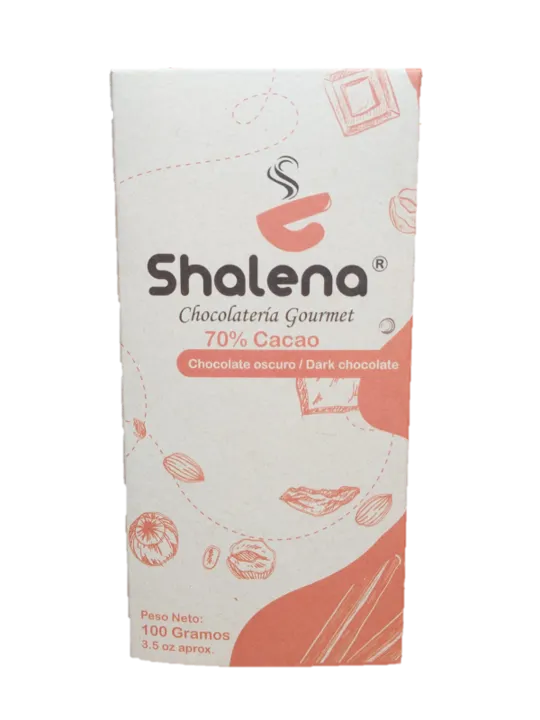 Shalena®
Chocolatería Gourmet
70% Cacao
Chocolate oscuro / Dark chocolate
Peso Neto:
100 Gramos
3.5 oz aprox.